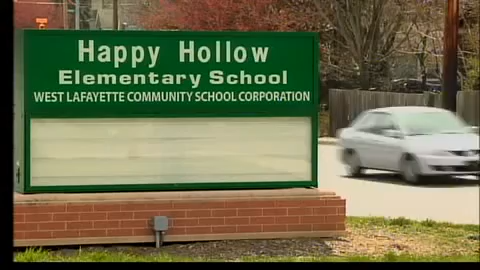 Happy Hollow
Elementary School
WEST LAFAYETTE COMMUNITY SCHOOL CORPORATION